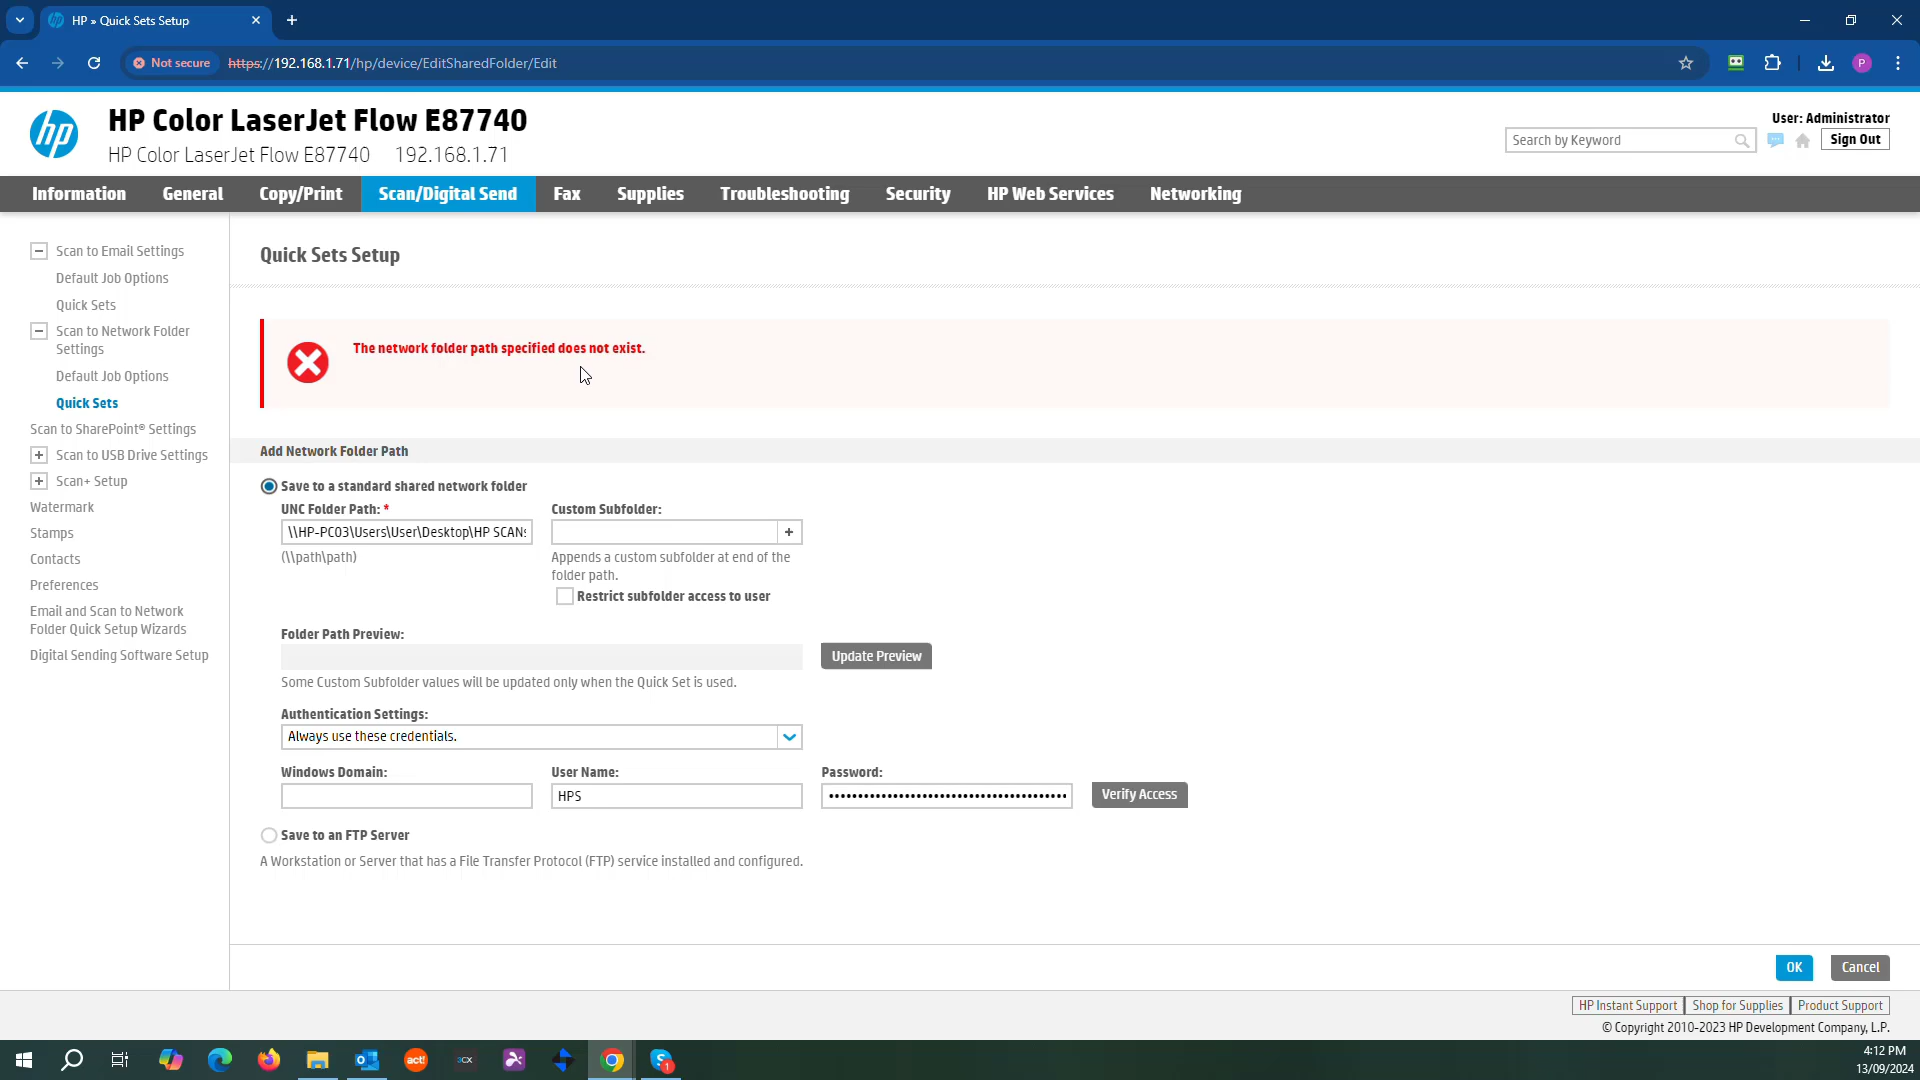 HP » Quick Sets Setup
Not secure
https://192.168.1.71/hp/device/EditSharedFolder/Edit
P
hp
HP Color LaserJet Flow E87740
HP Color LaserJet Flow E87740 192.168.1.71
User: Administrator
Search by Keyword
Sign Out
Information General Copy/Print Scan/Digital Send Fax Supplies Troubleshooting Security HP Web Services Networking
Scan to Email Settings
Default Job Options
Quick Sets
Scan to Network Folder
Settings
Default Job Options
Quick Sets
Scan to SharePoint® Settings
Scan to USB Drive Settings
Scan+ Setup
Watermark
Stamps
Contacts
Preferences
Email and Scan to Network
Folder Quick Setup Wizards
Digital Sending Software Setup
Quick Sets Setup
The network folder path specified does not exist.
Add Network Folder Path
Save to a standard shared network folder
UNC Folder Path: * Custom Subfolder:
\\HP-PC03\Users\User\Desktop\HP SCANs
+
(\\path\path)
Appends a custom subfolder at end of the
folder path.
Restrict subfolder access to user
Folder Path Preview:
Update Preview
Some Custom Subfolder values will be updated only when the Quick Set is used.
Authentication Settings:
Always use these credentials.
Windows Domain: User Name: Password:
HPS
Verify Access
Save to an FTP Server
A Workstation or Server that has a File Transfer Protocol (FTP) service installed and configured.
OK Cancel
HP Instant Support Shop for Supplies Product Support
© Copyright 2010-2023 HP Development Company, L.P.
act!
3CX
1
4:12 PM
13/09/2024